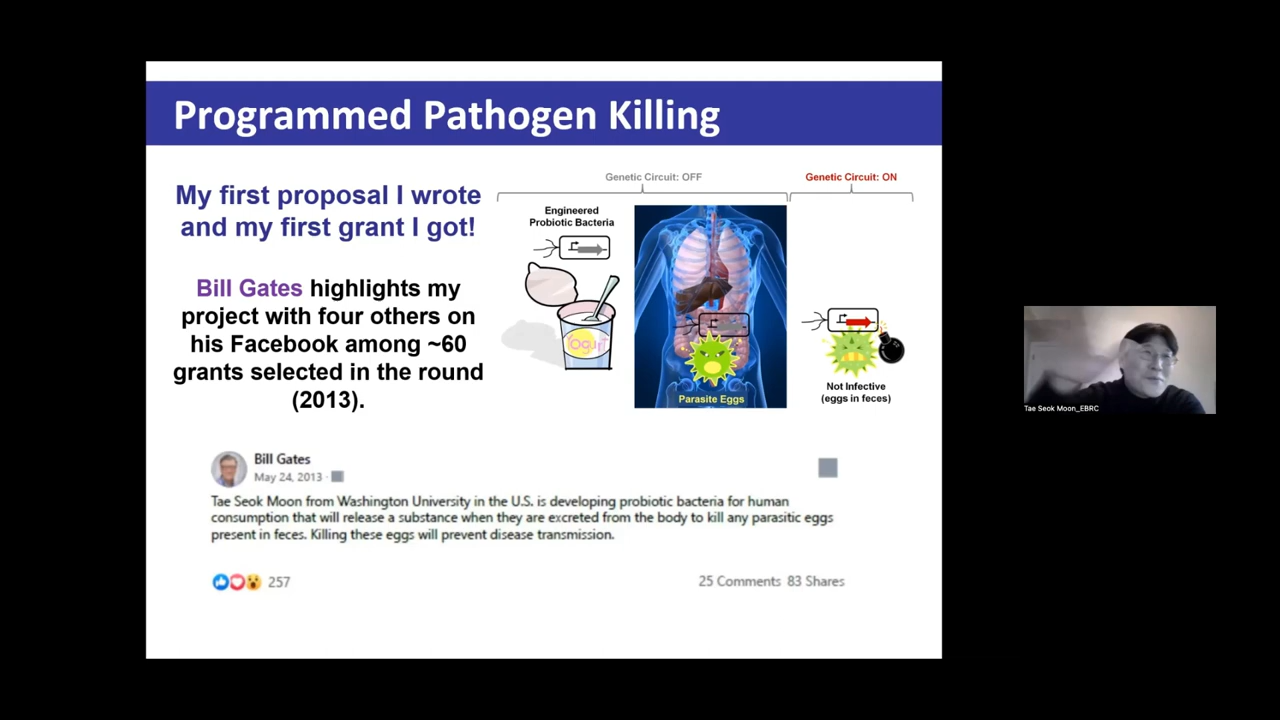 Programmed Pathogen Killing
My first proposal I wrote
and my first grant I got!
Bill Gates highlights my
project with four others on
his Facebook among ~60
grants selected in the round
(2013).
Genetic Circuit: OFF
Genetic Circuit: ON
Engineered
Probiotic Bacteria
Yogurt
Parasite Eggs
Not Infective
(eggs in feces)
Bill Gates
May 24, 2013 ·
Tae Seok Moon from Washington University in the U.S. is developing probiotic bacteria for human
consumption that will release a substance when they are excreted from the body to kill any parasitic eggs
present in feces. Killing these eggs will prevent disease transmission.
257
25 Comments 83 Shares
Tae Seok Moon_EBRC